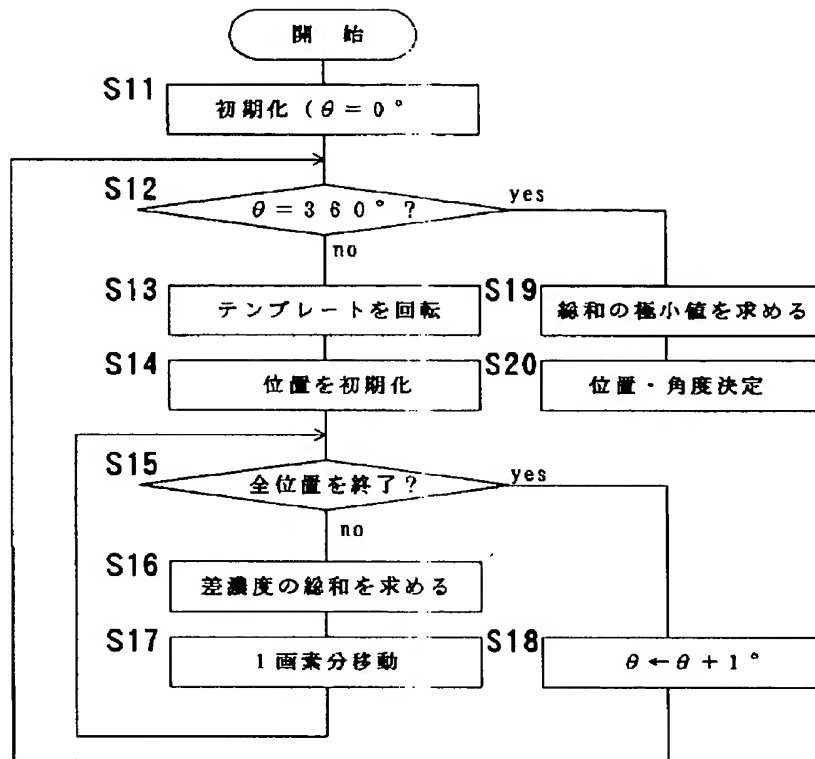 開 始
S11
初期化 (θ=0°
S12
θ=360°?
yes
no
S13
テンプレートを回転
S19
総和の極小値を求める
S14
位置を初期化
S20
位置・角度決定
S15
全位置を終了?
yes
no
S16
差濃度の総和を求める
S17
1画素分移動
S18
θ←θ+1°